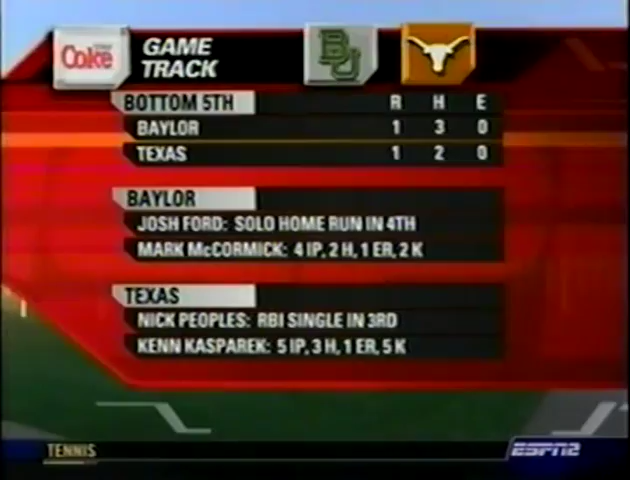 Coke
GAME
TRACK
BU
BOTTOM 5TH R H E
BAYLOR 1 3 0
TEXAS 1 2 0
BAYLOR
JOSH FORD: SOLO HOME RUN IN 4TH
MARK McCORMICK: 4 IP, 2 H, 1 ER, 2 K
TEXAS
NICK PEOPLES: RBI SINGLE IN 3RD
KENN KASPAREK: 5 IP, 3 H, 1 ER, 5 K
TENNIS
ESPN2